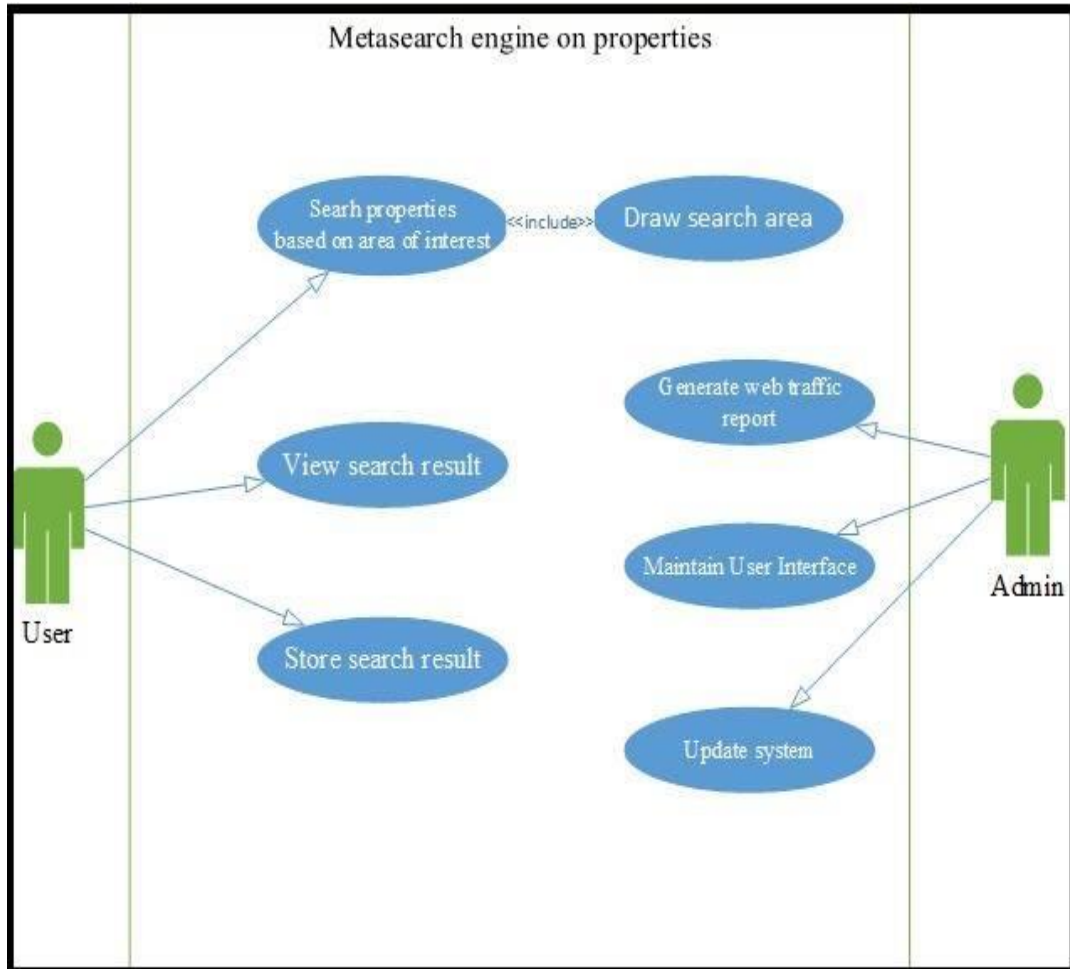 Metasearch engine on properties
Searh properties
based on area of interest
<<include>>
Draw search area
Generate web traffic
report
View search result
Maintain User Interface
Admin
User
Store search result
Update system